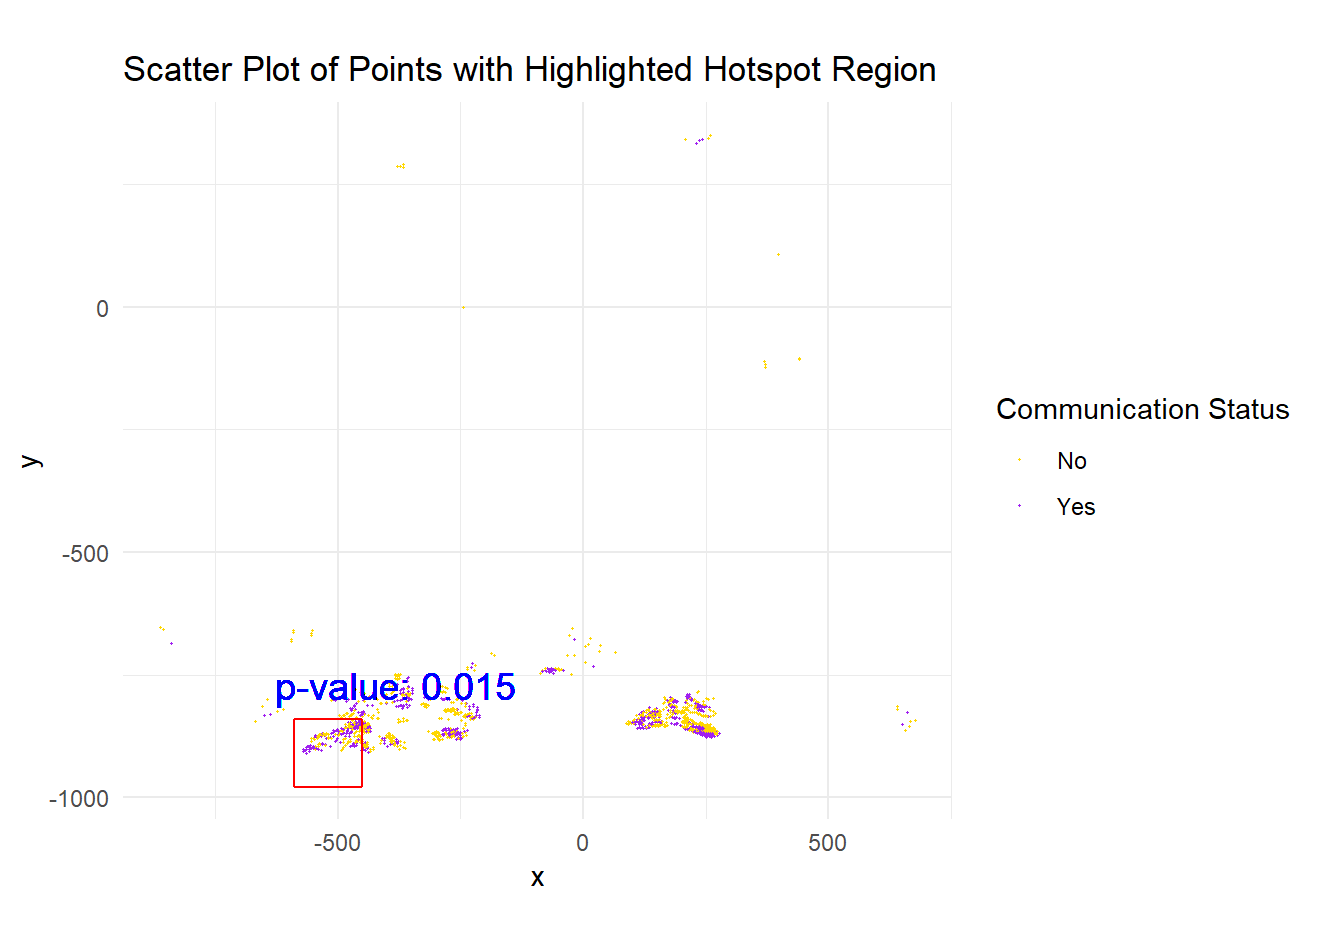 Scatter Plot of Points with Highlighted Hotspot Region
0
-500
-1000
y
p-value: 0.015
-500
0
500
x
Communication Status
No
Yes